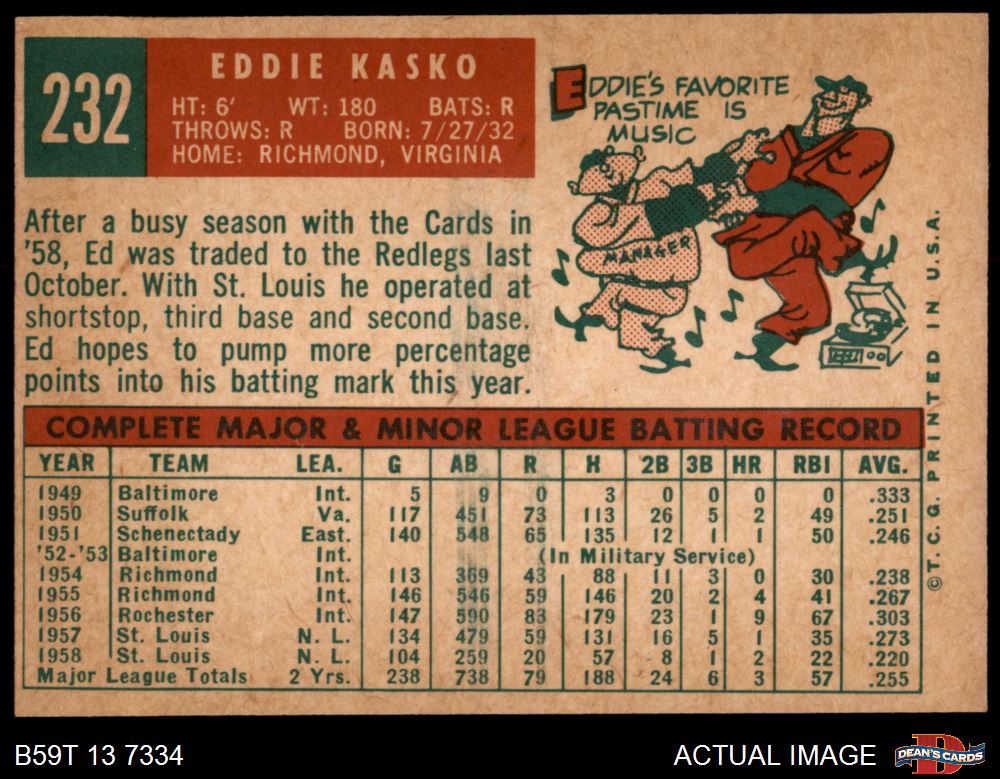 232
EDDIE KASKO
HT: 6' WT: 180 BATS: R
THROWS: R BORN: 7/27/32
HOME: RICHMOND, VIRGINIA
EDDIE'S FAVORITE
PASTIME IS
MUSIC
MANAGER
After a busy season with the Cards in
'58, Ed was traded to the Redlegs last
October. With St. Louis he operated at
shortstop, third base and second base.
Ed hopes to pump more percentage
points into his batting mark this year.
COMPLETE MAJOR & MINOR LEAGUE BATTING RECORD
YEAR TEAM LEA. G AB R H 2B 3B HR RBI AVG.
1949 Baltimore Int. 5 9 0 3 0 0 0 0 .333
1950 Suffolk Va. 117 451 73 113 26 5 2 49 .251
1951 Schenectady East. 140 548 65 135 12 1 1 50 .246
'52-'53 Baltimore Int. (In Military Service)
1954 Richmond Int. 113 369 43 88 11 3 0 30 .238
1955 Richmond Int. 146 546 59 146 20 2 4 41 .267
1956 Rochester Int. 147 590 83 179 23 1 9 67 .303
1957 St. Louis N. L. 134 479 59 131 16 5 1 35 .273
1958 St. Louis N. L. 104 259 20 57 8 1 2 22 .220
Major League Totals 2 Yrs. 238 738 79 188 24 6 3 57 .255
©T. C. G. PRINTED IN U.S.A.
B59T 13 7334
ACTUAL IMAGE
D
DEAN'S CARDS